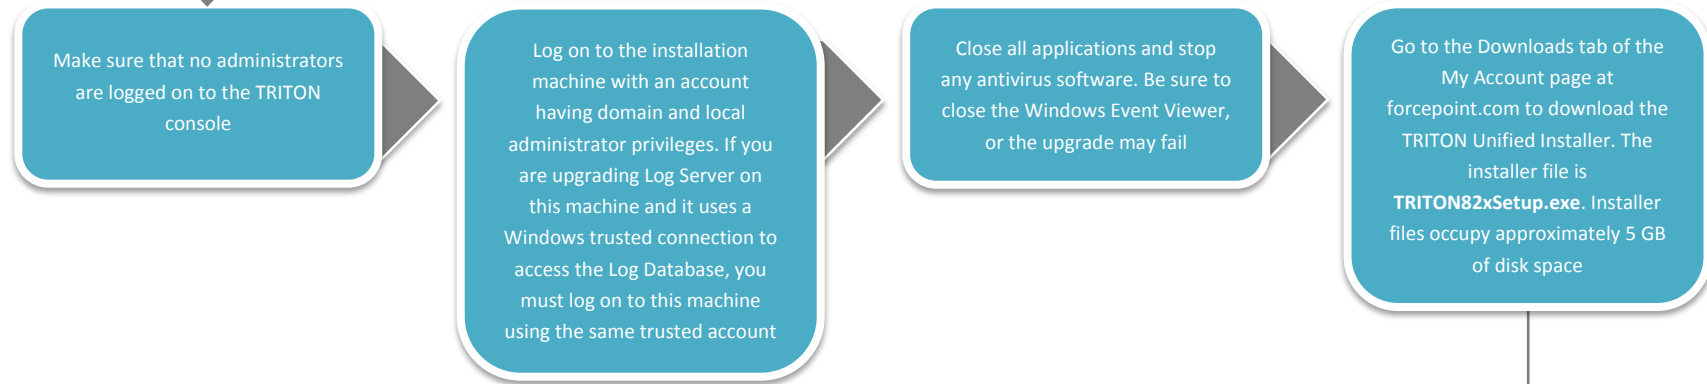 Make sure that no administrators
are logged on to the TRITON
console
Log on to the installation
machine with an account
having domain and local
administrator privileges. If you
are upgrading Log Server on
this machine and it uses a
Windows trusted connection to
access the Log Database, you
must log on to this machine
using the same trusted account
Close all applications and stop
any antivirus software. Be sure to
close the Windows Event Viewer,
or the upgrade may fail
Go to the Downloads tab of the
My Account page at
forcepoint.com to download the
TRITON Unified Installer. The
installer file is
TRITON82xSetup.exe. Installer
files occupy approximately 5 GB
of disk space